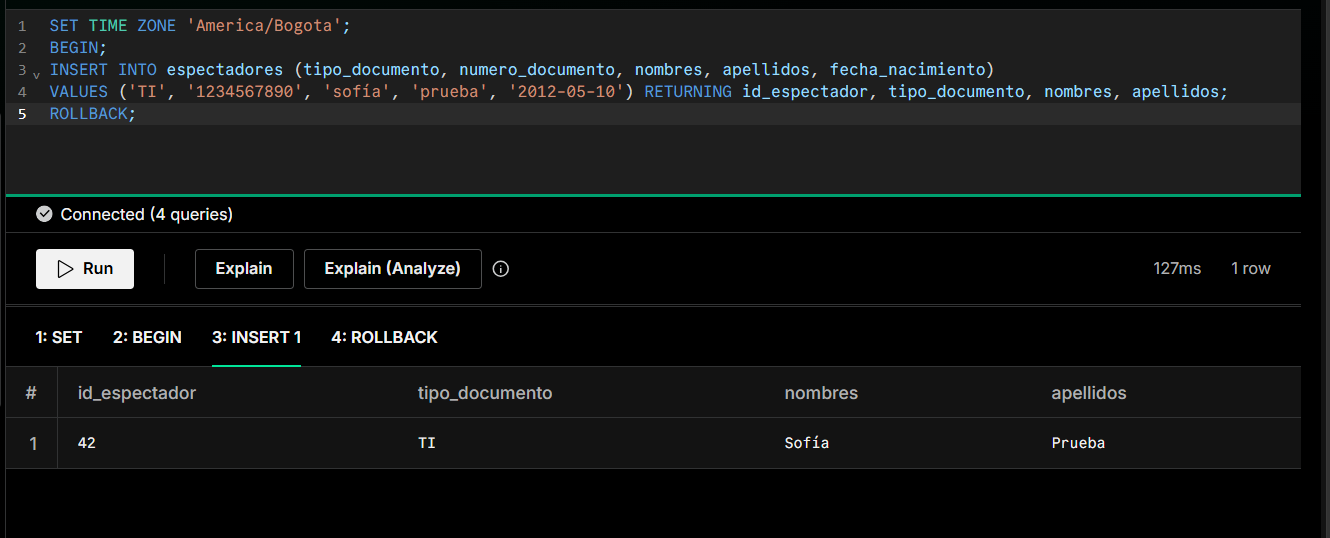 1 SET TIME ZONE 'America/Bogota';
2 BEGIN;
3 INSERT INTO espectadores (tipo_documento, numero_documento, nombres, apellidos, fecha_nacimiento)
4 VALUES ('TI', '1234567890', 'sofía', 'prueba', '2012-05-10') RETURNING id_espectador, tipo_documento, nombres, apellidos;
5 ROLLBACK;
Connected (4 queries)
Run Explain Explain (Analyze) 127ms 1 row
1: SET 2: BEGIN 3: INSERT 1 4: ROLLBACK
# id_espectador tipo_documento nombres apellidos
1 42 TI Sofía Prueba